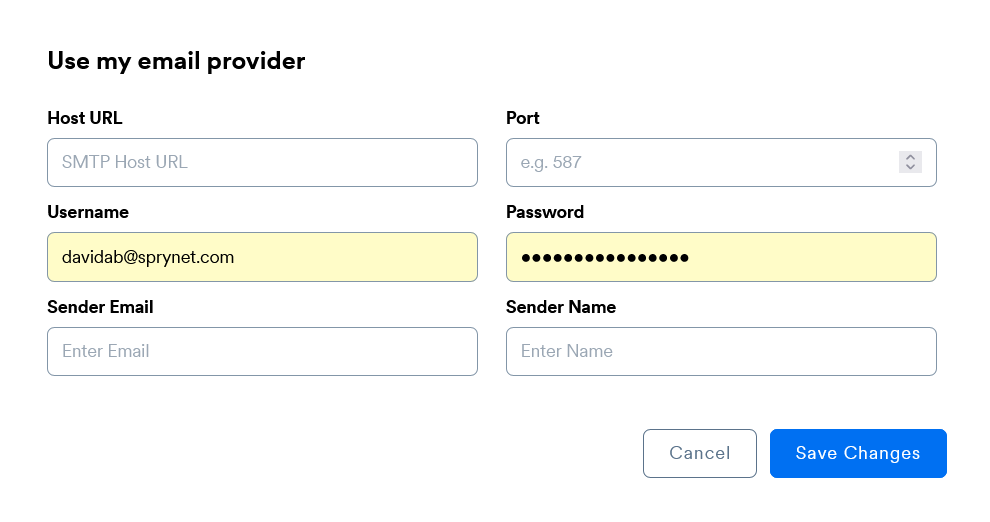 Use my email provider
Host URL
Port
SMTP Host URL
e.g. 587
Username
Password
davidab@sprynet.com
••••••••••••••••
Sender Email
Sender Name
Enter Email
Enter Name
Cancel
Save Changes